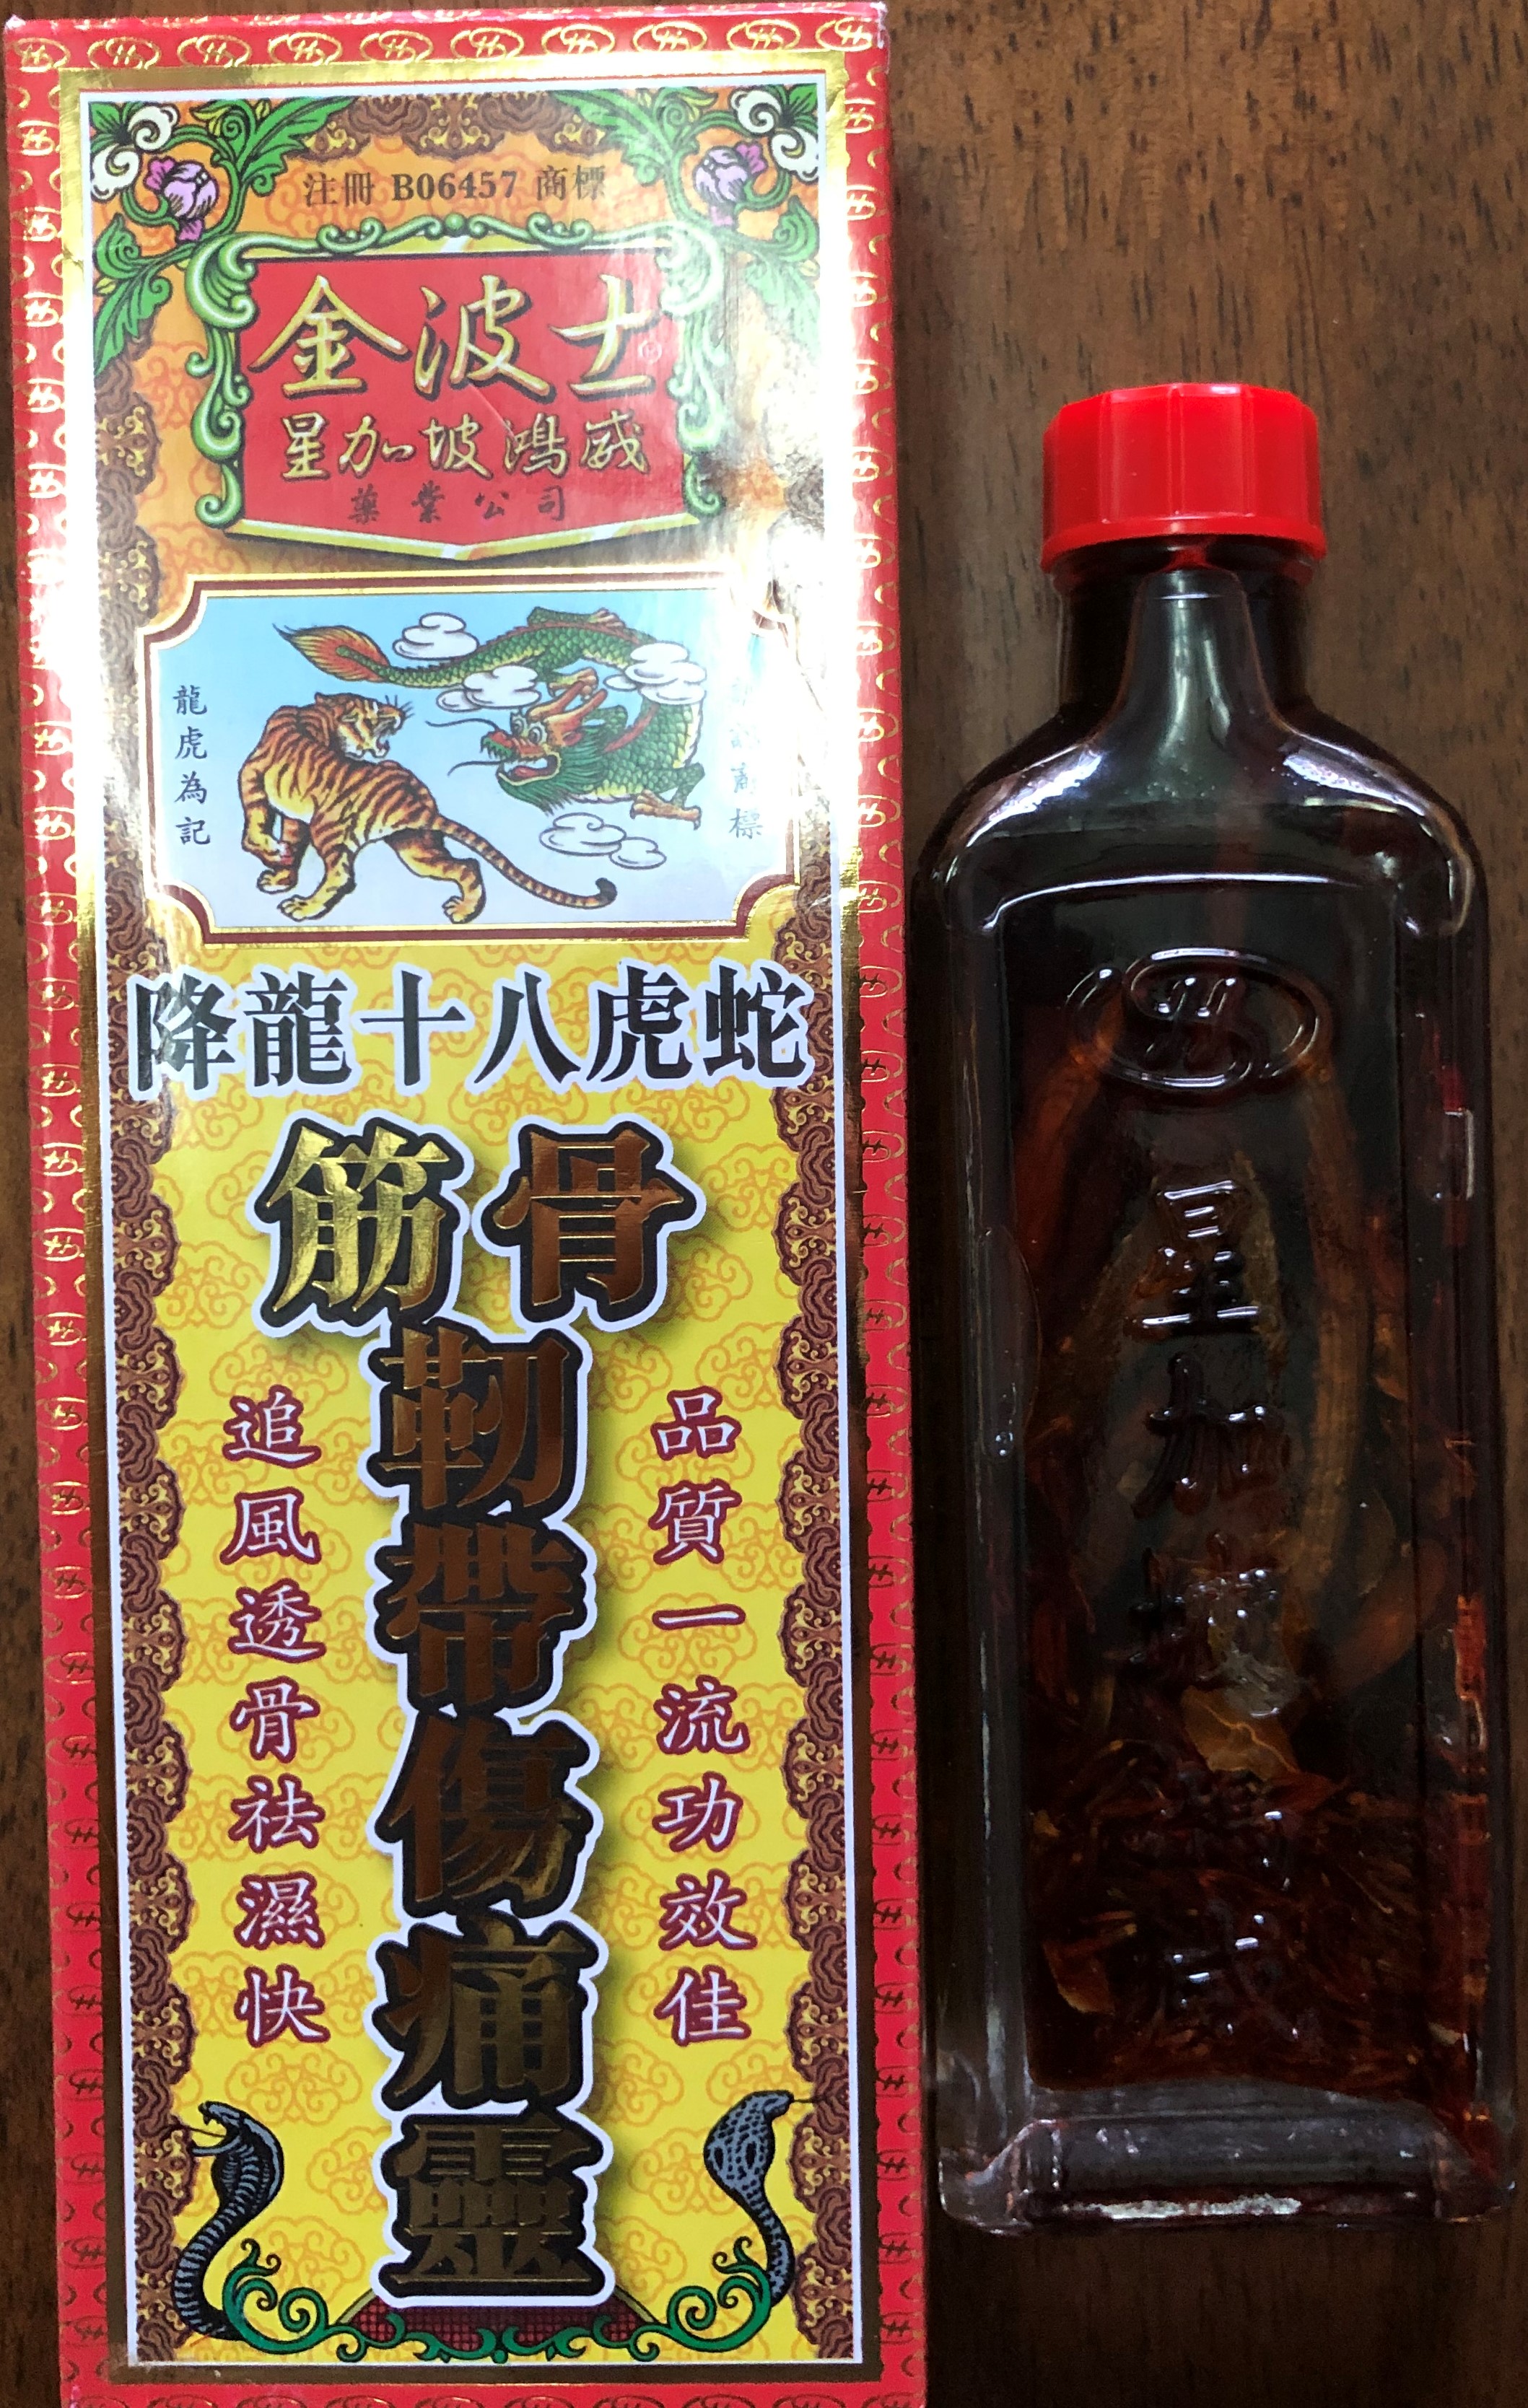 注冊 B06457 商標
金波士®
星加坡鴻威
藥業公司
龍虎為記
商標
降龍十八虎蛇
筋骨
韌帶傷痛靈
品質一流功效佳
追風透骨祛濕快
星加坡鴻威